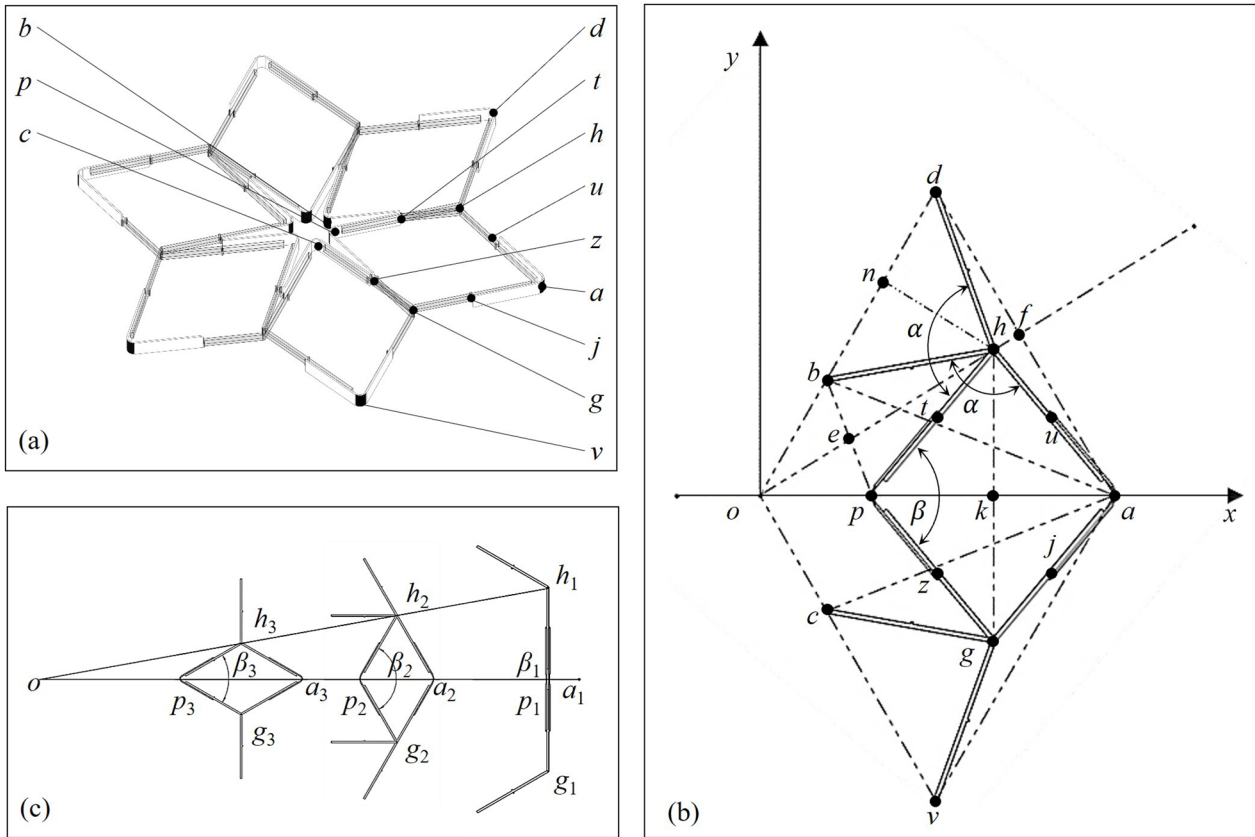 b
p
c
d
t
h
u
z
a
j
g
v
(a)
y
d
n
f
h
α
b
α
t
u
e
o
p
β
k
a
x
j
z
c
g
v
(b)
h₁
h₂
h₃
β₃
β₂
β₁
o
p₃
a₃
p₂
a₂
p₁
a₁
g₃
g₂
g₁
(c)